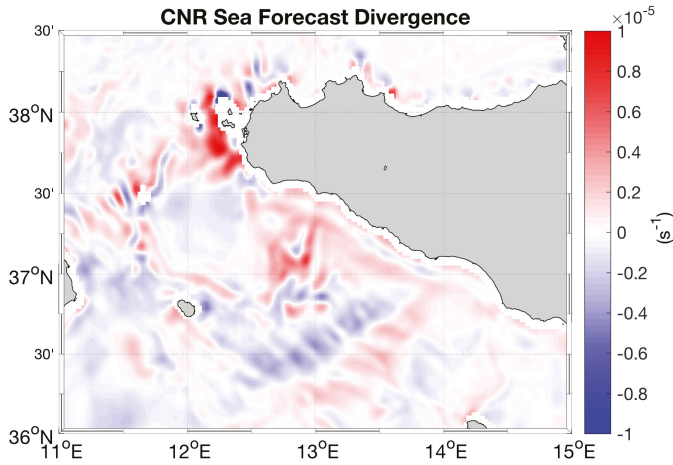 CNR Sea Forecast Divergence
×10⁻⁵
30'
38°N
30'
37°N
30'
36°N
11°E
12°E
13°E
14°E
15°E
1
0.8
0.6
0.4
0.2
0
-0.2
-0.4
-0.6
-0.8
-1
(s⁻¹)